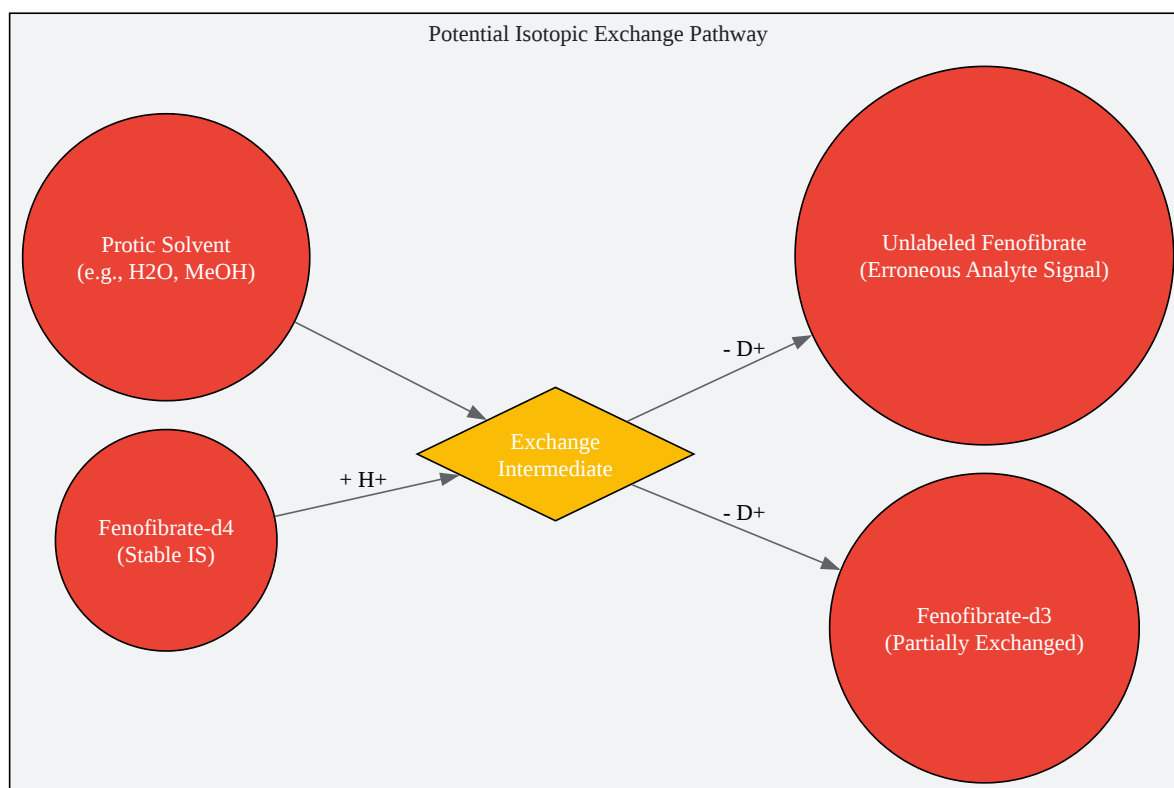 Potential Isotopic Exchange Pathway
Protic Solvent
(e.g., H2O, MeOH)
Unlabeled Fenofibrate
(Erroneous Analyte Signal)
- D+
Exchange
Intermediate
+ H+
Fenofibrate-d4
(Stable IS)
- D+
Fenofibrate-d3
(Partially Exchanged)